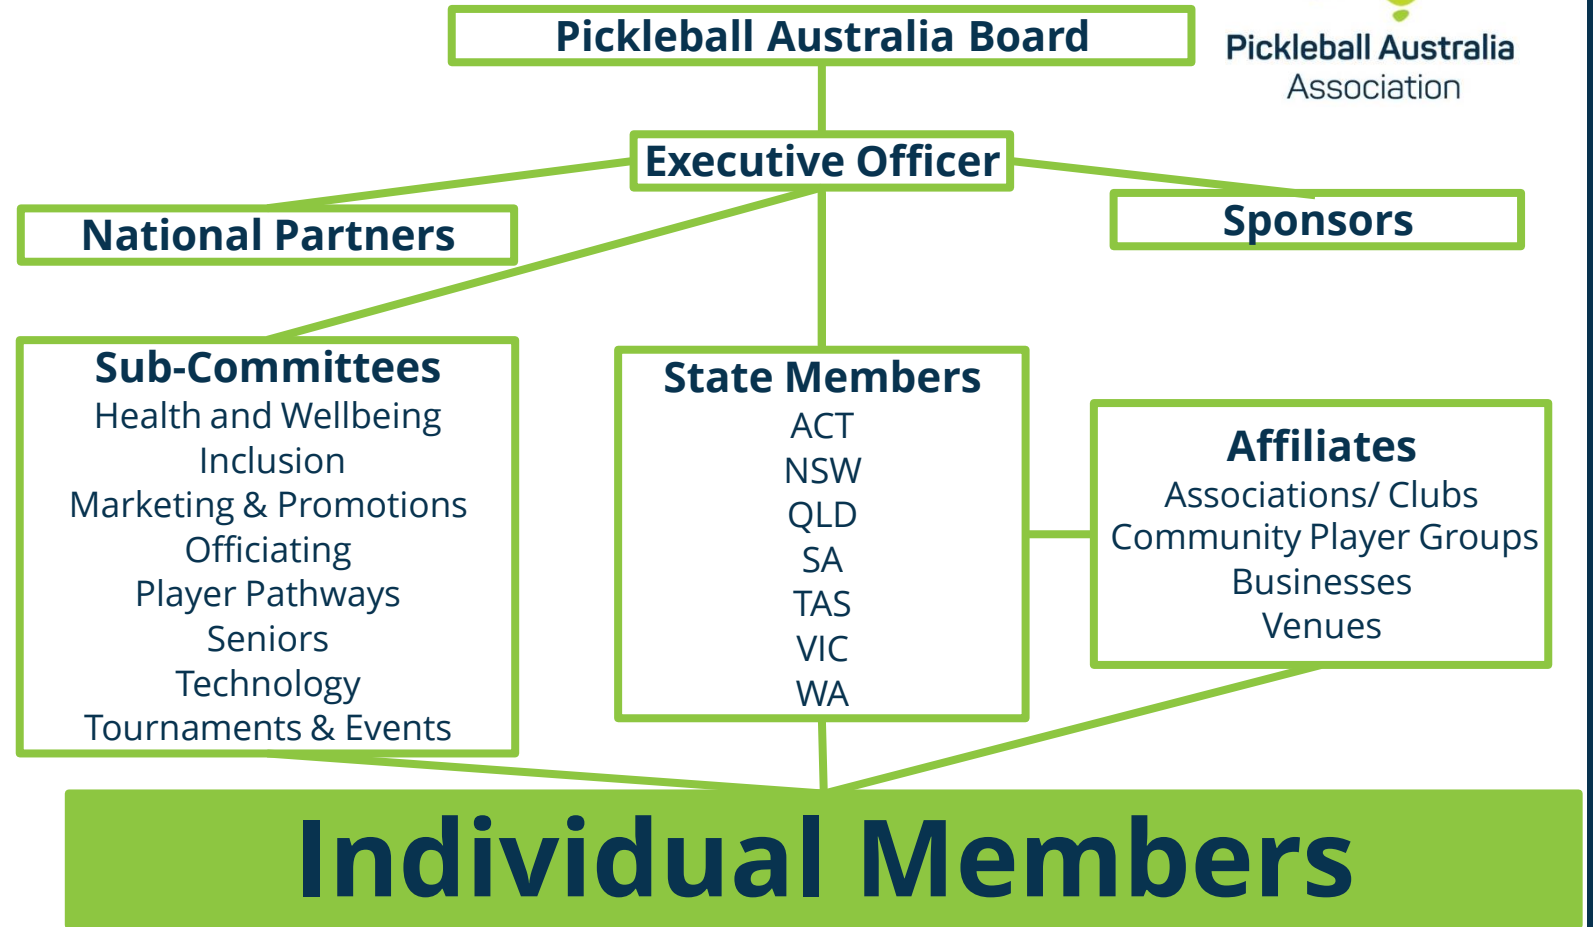 Pickleball Australia Board
Pickleball Australia
Association
Executive Officer
National Partners
Sponsors
Sub-Committees
Health and Wellbeing
Inclusion
Marketing & Promotions
Officiating
Player Pathways
Seniors
Technology
Tournaments & Events
State Members
ACT
NSW
QLD
SA
TAS
VIC
WA
Affiliates
Associations/ Clubs
Community Player Groups
Businesses
Venues
Individual Members